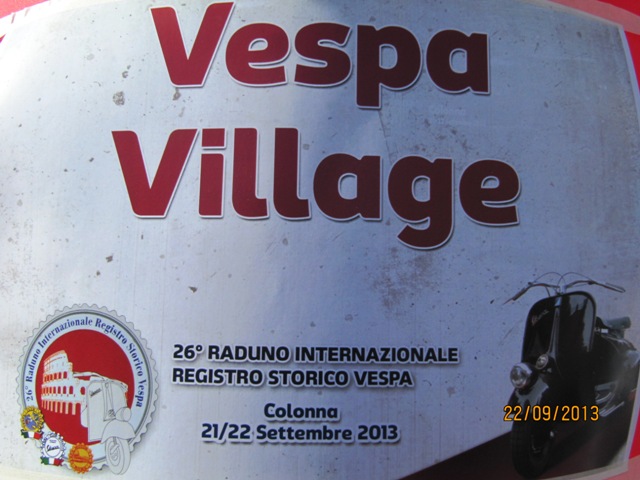 Vespa
Village
26° RADUNO INTERNAZIONALE
REGISTRO STORICO VESPA
Colonna
21/22 Settembre 2013
26° Raduno Internazionale Registro Storico Vespa
Vespa
22/09/2013